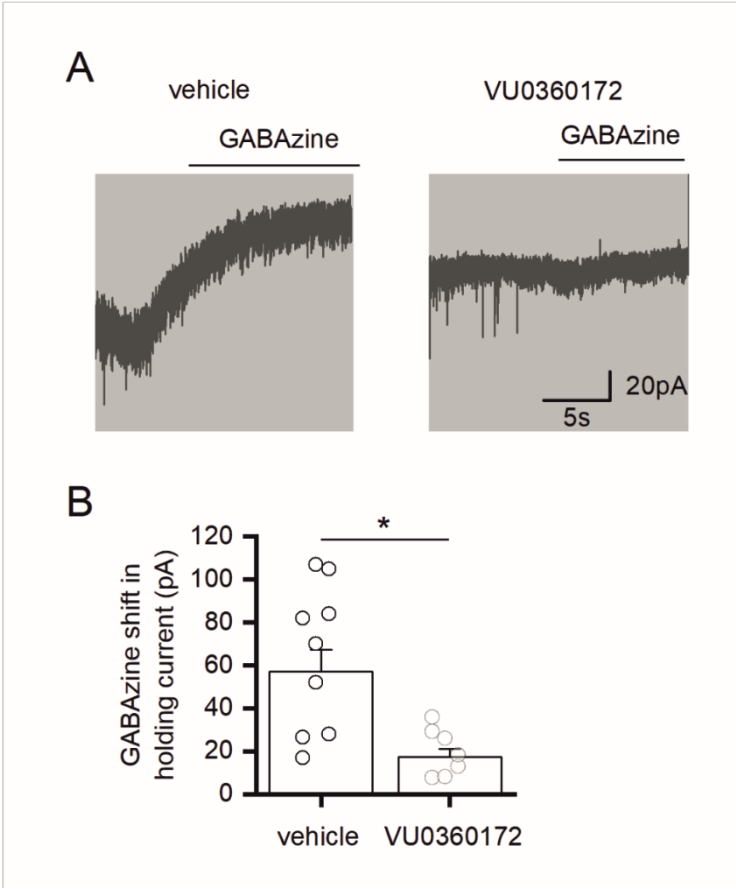 A
vehicle
VU0360172
GABAzine
GABAzine
20pA
5s
B
*
GABAzine shift in
holding current (pA)
120
100
80
60
40
20
0
vehicle
VU0360172